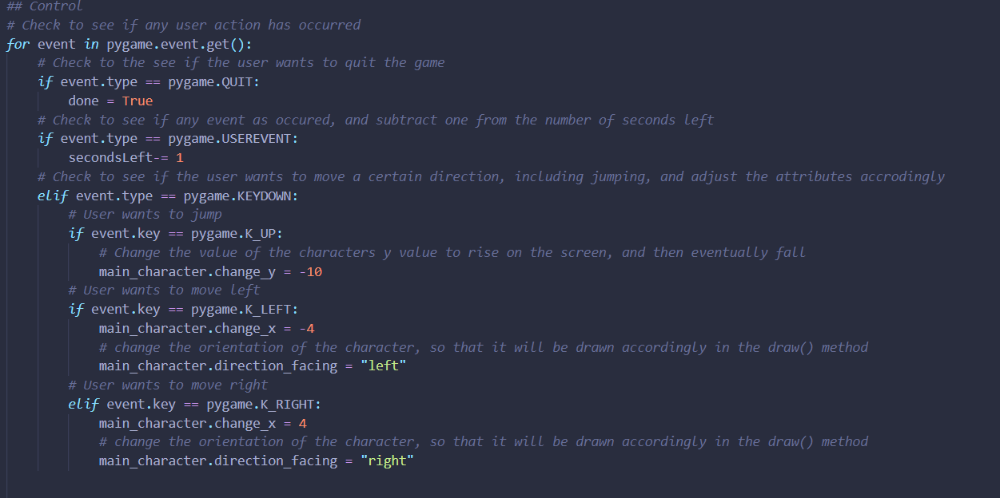 ## Control
# Check to see if any user action has occurred
for event in pygame.event.get():
    # Check to the see if the user wants to quit the game
    if event.type == pygame.QUIT:
        done = True
    # Check to see if any event as occured, and subtract one from the number of seconds left
    if event.type == pygame.USEREVENT:
        secondsLeft-= 1
    # Check to see if the user wants to move a certain direction, including jumping, and adjust the attributes accrodingly
    elif event.type == pygame.KEYDOWN:
        # User wants to jump
        if event.key == pygame.K_UP:
            # Change the value of the characters y value to rise on the screen, and then eventually fall
            main_character.change_y = -10
        # User wants to move left
        if event.key == pygame.K_LEFT:
            main_character.change_x = -4
            # change the orientation of the character, so that it will be drawn accordingly in the draw() method
            main_character.direction_facing = "left"
        # User wants to move right
        elif event.key == pygame.K_RIGHT:
            main_character.change_x = 4
            # change the orientation of the character, so that it will be drawn accordingly in the draw() method
            main_character.direction_facing = "right"